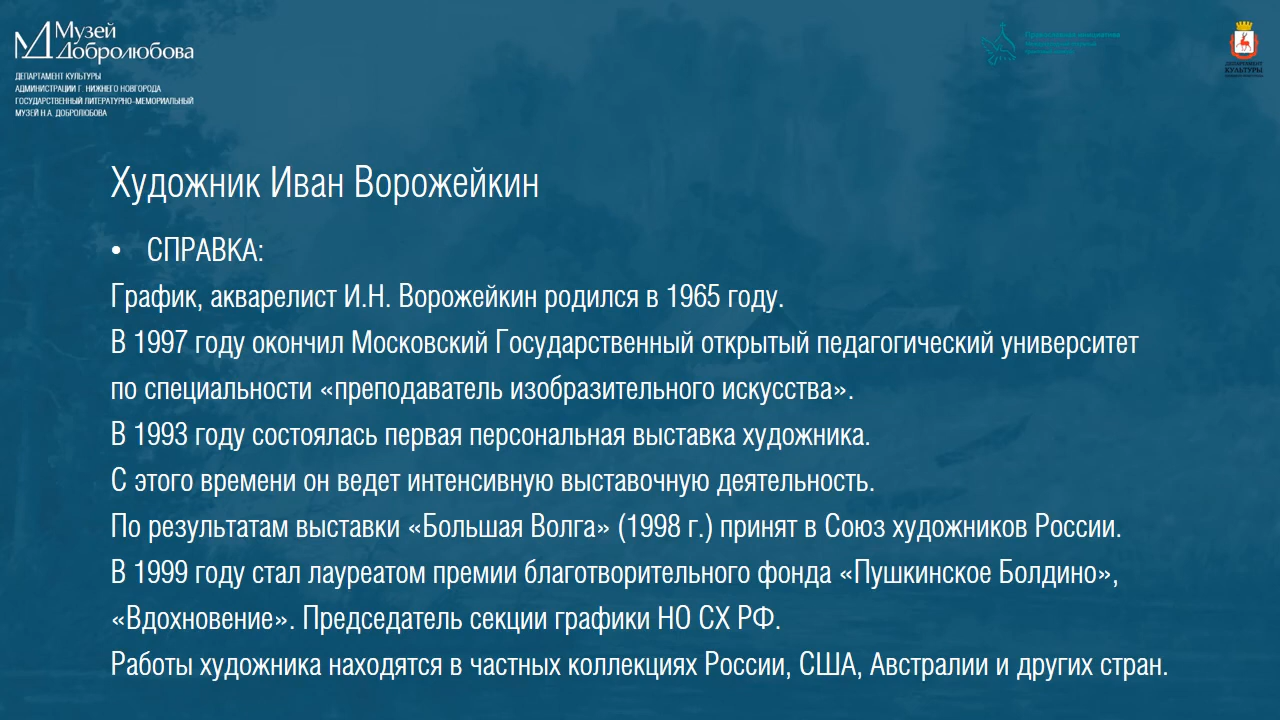 Музей
Добролюбова
ДЕПАРТАМЕНТ КУЛЬТУРЫ
АДМИНИСТРАЦИИ Г. НИЖНЕГО НОВГОРОДА
ГОСУДАРСТВЕННЫЙ ЛИТЕРАТУРНО-МЕМОРИАЛЬНЫЙ
МУЗЕЙ Н.А. ДОБРОЛЮБОВА
Православная инициатива
ДЕПАРТАМЕНТ
КУЛЬТУРЫ
Художник Иван Ворожейкин
• СПРАВКА:
График, акварелист И.Н. Ворожейкин родился в 1965 году.
В 1997 году окончил Московский Государственный открытый педагогический университет
по специальности «преподаватель изобразительного искусства».
В 1993 году состоялась первая персональная выставка художника.
С этого времени он ведет интенсивную выставочную деятельность.
По результатам выставки «Большая Волга» (1998 г.) принят в Союз художников России.
В 1999 году стал лауреатом премии благотворительного фонда «Пушкинское Болдино»,
«Вдохновение». Председатель секции графики НО СХ РФ.
Работы художника находятся в частных коллекциях России, США, Австралии и других стран.